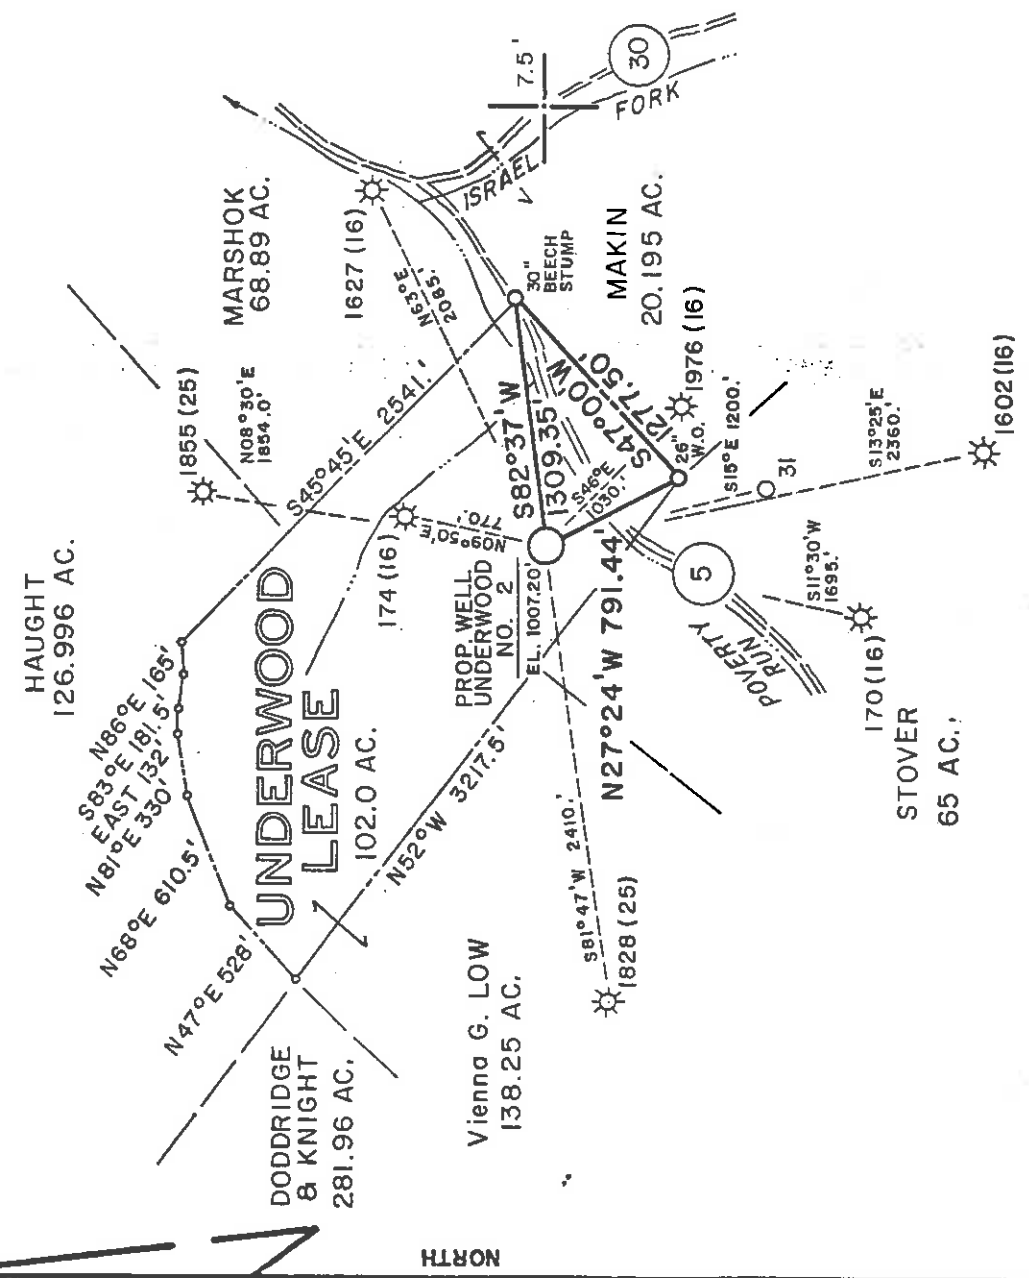 HAUGHT
126.996 AC.
MARSHOK
68.89 AC.
1627 (16)
N63°E
2085.'
1855 (25)
N08°30'E
1854.0'
S45°45'E 2541.'
N86°E 165'
S83°E 181.5'
EAST 132'
N81°E 330'
N68°E 610.5'
N47°E 528'
UNDERWOOD
LEASE
102.0 AC.
174 (16)
N09°50'E
770.'
N52°W 3217.5'
DODDRIDGE
& KNIGHT
281.96 AC.
Vienna G. LOW
138.25 AC.
PROP. WELL
UNDERWOOD
NO. 2
EL. 1007.20'
S82°37'W
1309.35'
S47°00'W
1277.50'
N27°24'W 791.44'
S46°E
1030.'
30"
BEECH
STUMP
ISRAEL
FORK
30
7.5'
MAKIN
20.195 AC.
1976 (16)
26"
W.O.
S15°E 1200.'
31
S13°25'E
2360.'
1602 (16)
5
POVERTY
RUN
S11°30'W
1695.'
170 (16)
STOVER
65 AC.
S81°47'W 2410.'
1828 (25)
NORTH